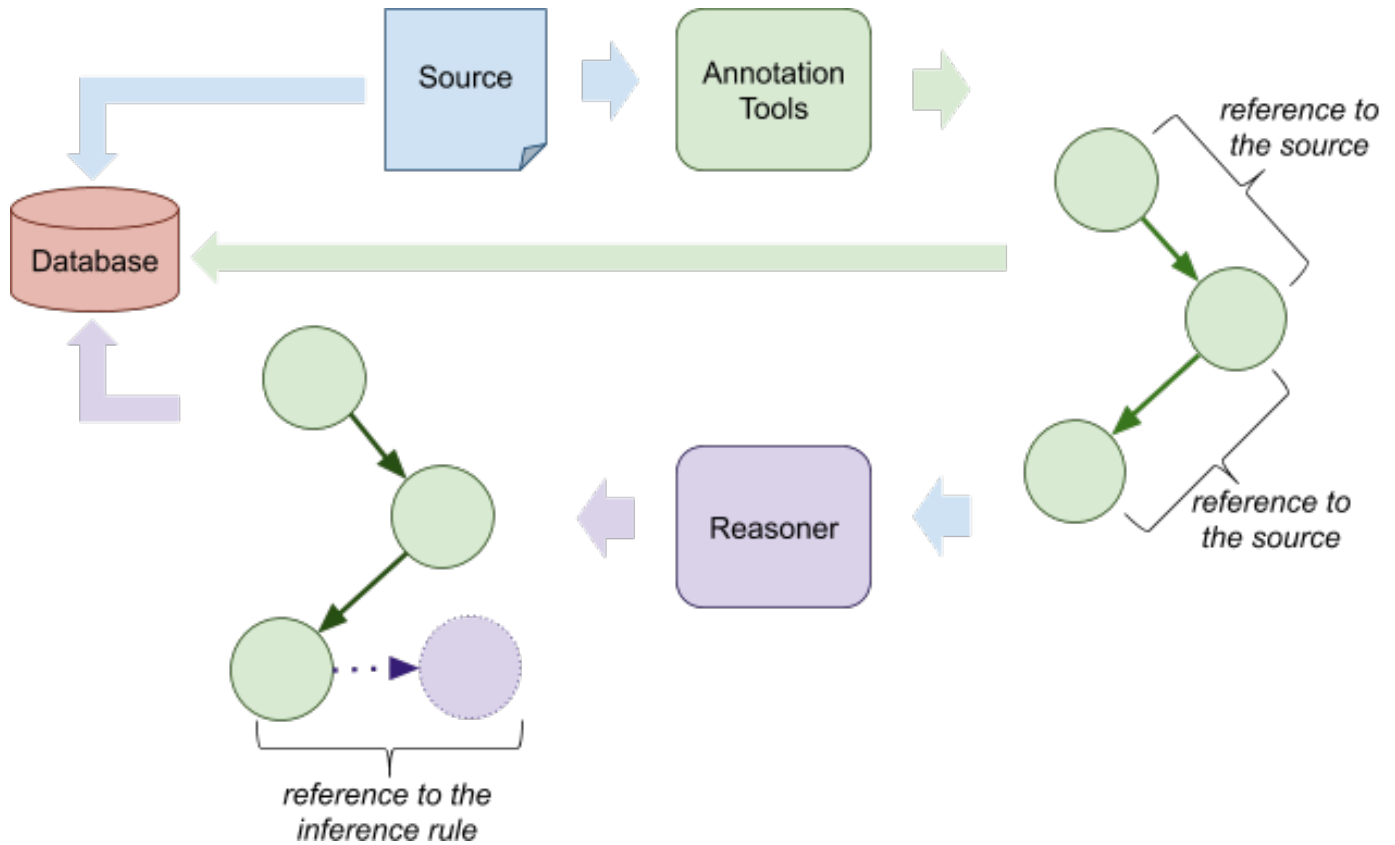 Source
Annotation
Tools
reference to
the source
Database
reference to
the source
Reasoner
reference to the
inference rule